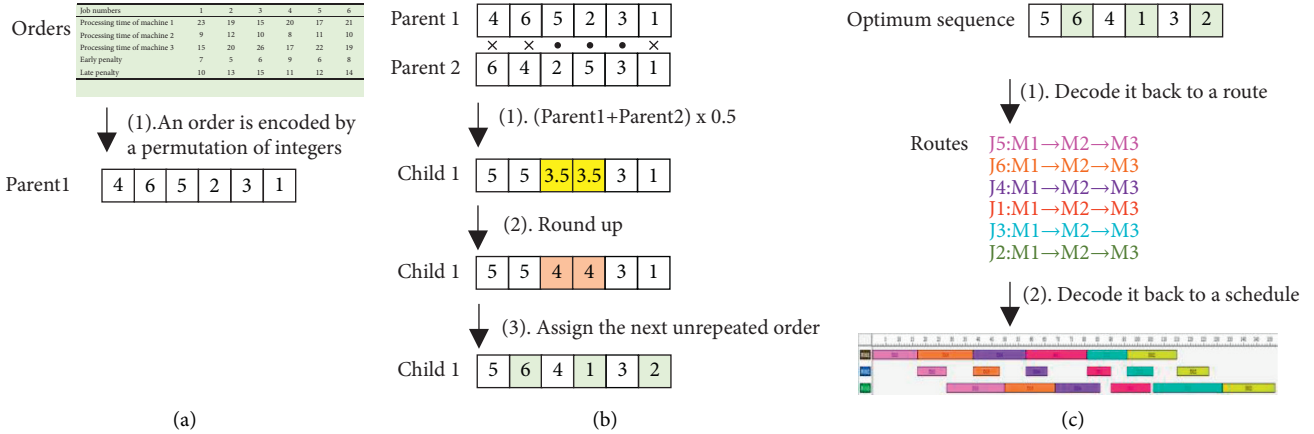 Orders
Job numbers 1 2 3 4 5 6
Processing time of machine 1 23 19 15 20 17 21
Processing time of machine 2 9 12 10 8 11 10
Processing time of machine 3 15 20 26 17 22 19
Early penalty 7 5 6 9 6 8
Late penalty 10 13 15 11 12 14
(1).An order is encoded by
a permutation of integers
Parent1 4 6 5 2 3 1
(a)
Parent 1 4 6 5 2 3 1
× × • • • ×
Parent 2 6 4 2 5 3 1
(1). (Parent1+Parent2) x 0.5
Child 1 5 5 3.5 3.5 3 1
(2). Round up
Child 1 5 5 4 4 3 1
(3). Assign the next unrepeated order
Child 1 5 6 4 1 3 2
(b)
Optimum sequence 5 6 4 1 3 2
(1). Decode it back to a route
Routes J5:M1→M2→M3
J6:M1→M2→M3
J4:M1→M2→M3
J1:M1→M2→M3
J3:M1→M2→M3
J2:M1→M2→M3
(2). Decode it back to a schedule
(c)